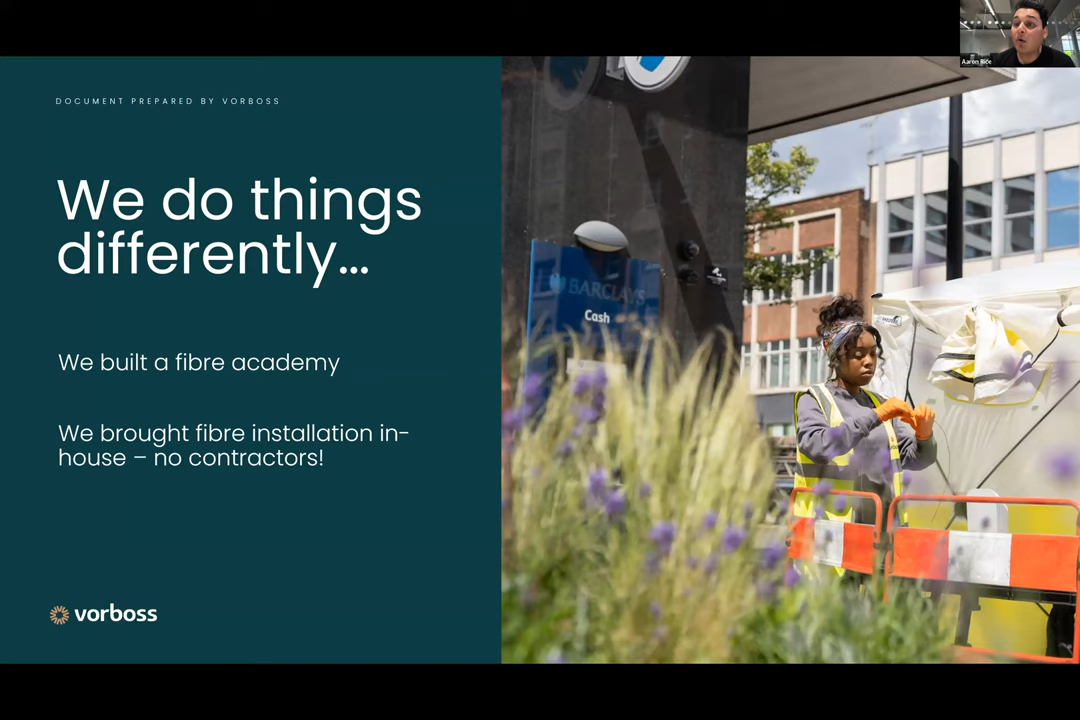 Aaron Rice
DOCUMENT PREPARED BY VORBOSS
We do things
differently...
We built a fibre academy
We brought fibre installation in-
house – no contractors!
vorboss
BARCLAYS
Cash